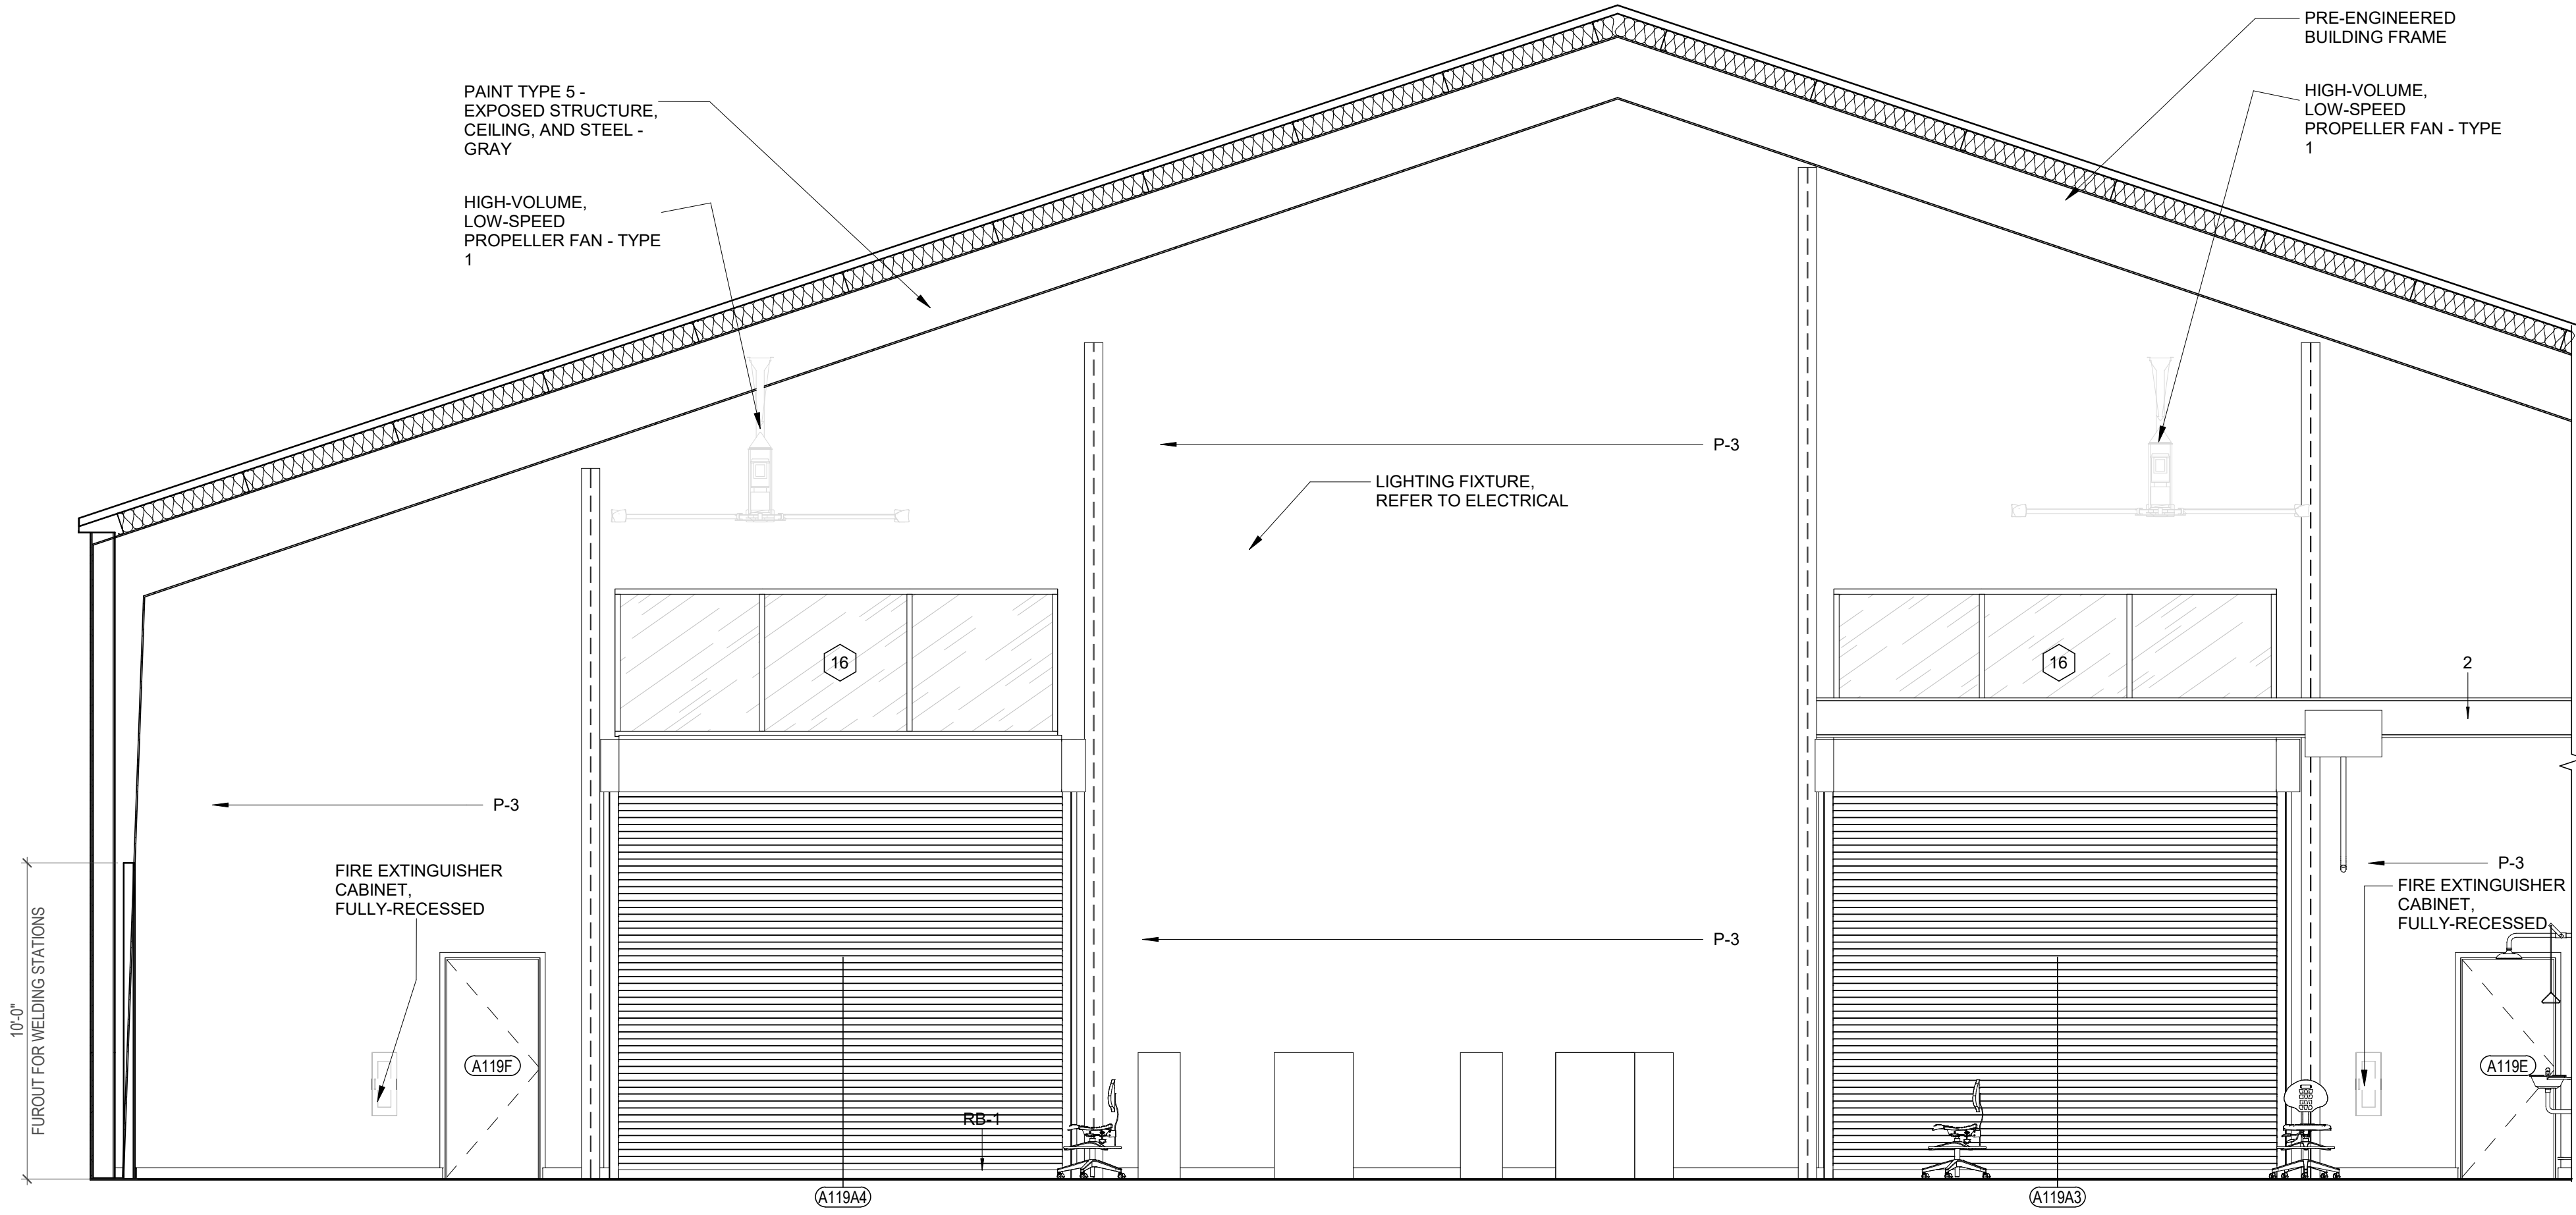 PRE-ENGINEERED
BUILDING FRAME
PAINT TYPE 5 -
EXPOSED STRUCTURE,
CEILING, AND STEEL -
GRAY
HIGH-VOLUME,
LOW-SPEED
PROPELLER FAN - TYPE
1
HIGH-VOLUME,
LOW-SPEED
PROPELLER FAN - TYPE
1
P-3
LIGHTING FIXTURE,
REFER TO ELECTRICAL
16
16
2
P-3
FIRE EXTINGUISHER
CABINET,
FULLY-RECESSED
P-3
FIRE EXTINGUISHER
CABINET,
FULLY-RECESSED
P-3
10'-0"
FUROUT FOR WELDING STATIONS
A119F
A119E
RB-1
A119A4
A119A3